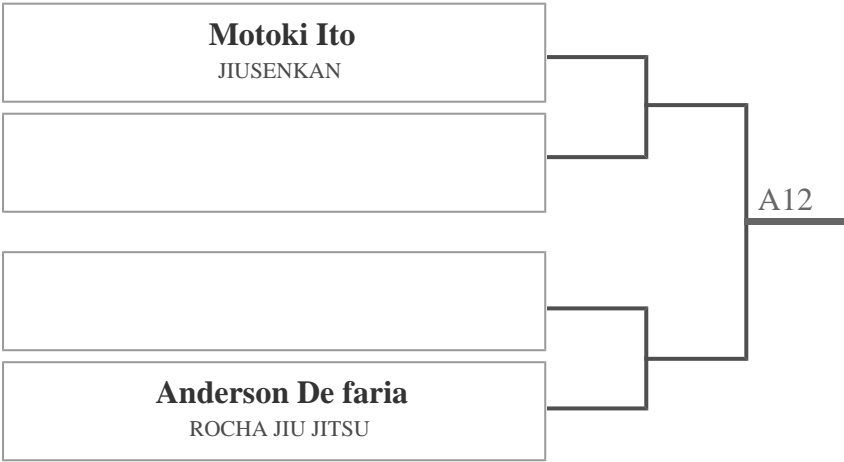 Motoki Ito
JIUSENKAN
A12
Anderson De faria
ROCHA JIU JITSU